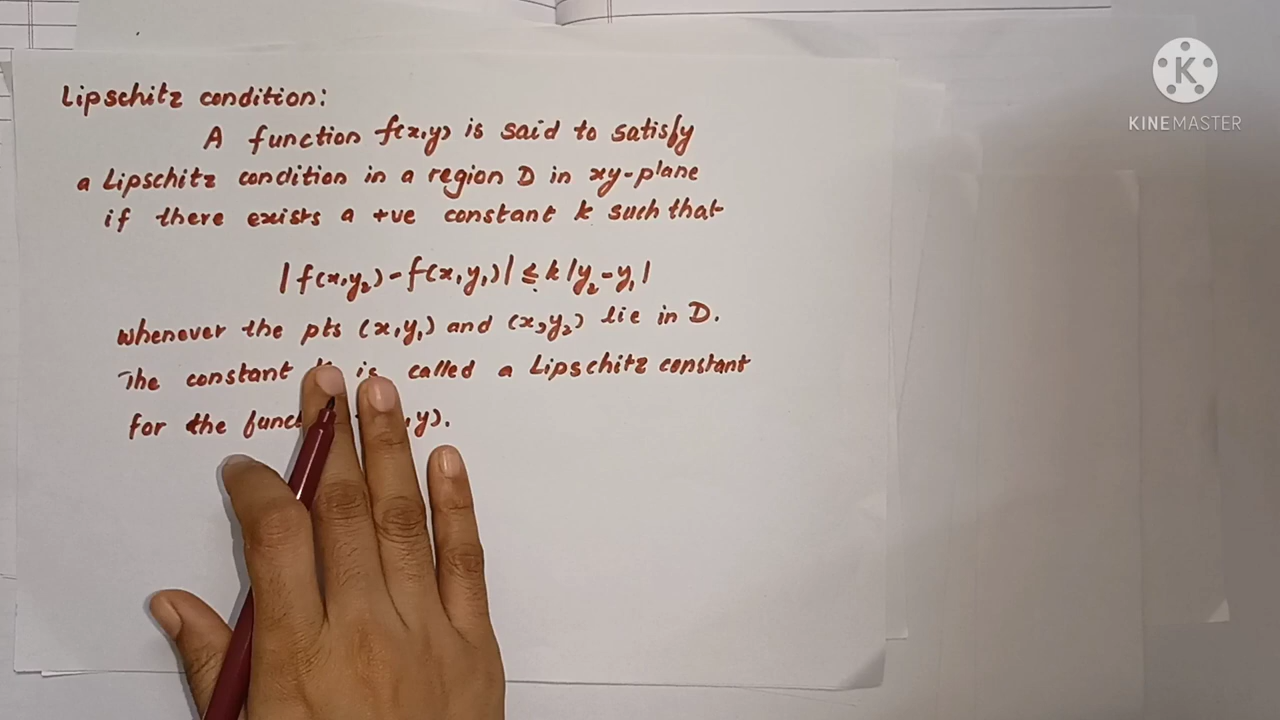 Lipschitz condition:
A function f(x,y) is said to satisfy
a Lipschitz condition in a region D in xy-plane
if there exists a +ve constant k such that
|f(x,y₂)-f(x,y₁)| ≤ k|y₂-y₁|
whenever the pts (x,y₁) and (x,y₂) lie in D.
The constant is called a Lipschitz constant
for the ,y).
K
KINEMASTER